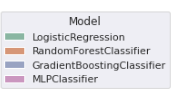 Model
LogisticRegression
RandomForestClassifier
GradientBoostingClassifier
MLPClassifier